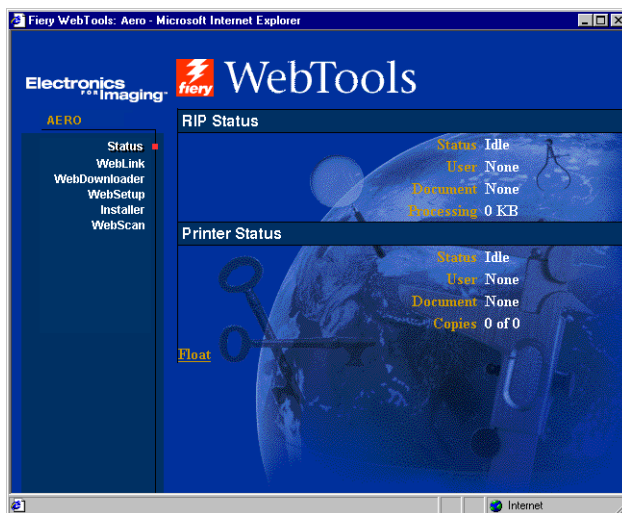 Fiery WebTools: Aero - Microsoft Internet Explorer
Electronics
FOR Imaging™
fiery
WebTools
AERO
Status
WebLink
WebDownloader
WebSetup
Installer
WebScan
RIP Status
Status Idle
User None
Document None
Processing 0 KB
Printer Status
Status Idle
User None
Document None
Copies 0 of 0
Float
Internet